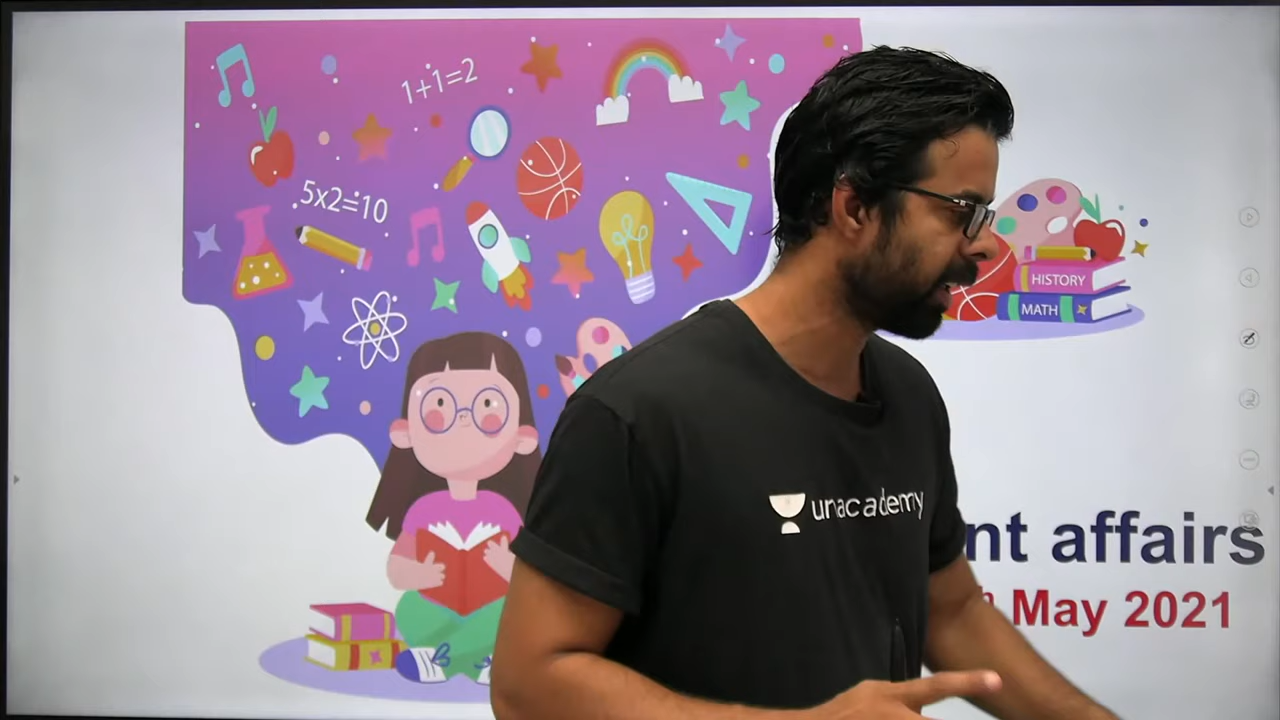 1+1=2
5x2=10
HISTORY
MATH
unacademy
nt affairs
May 2021